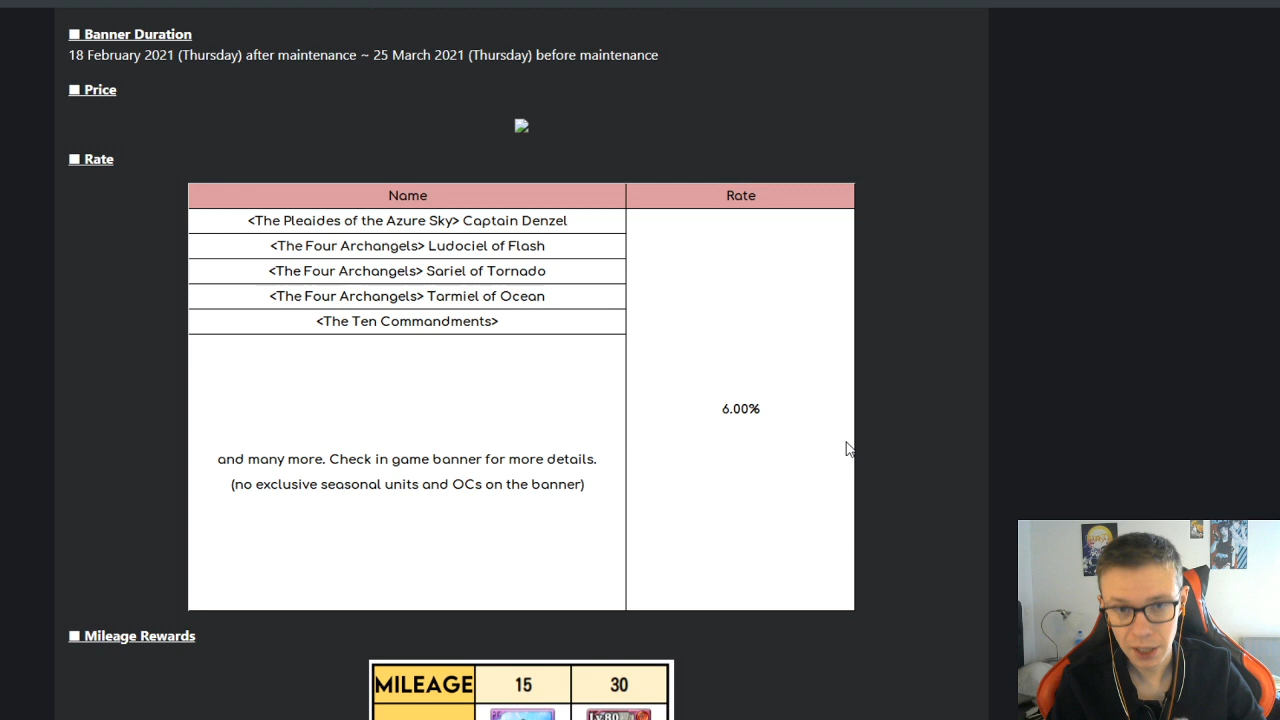 ■ Banner Duration
18 February 2021 (Thursday) after maintenance ~ 25 March 2021 (Thursday) before maintenance
■ Price
■ Rate
Name Rate
<The Pleaides of the Azure Sky> Captain Denzel
<The Four Archangels> Ludociel of Flash
<The Four Archangels> Sariel of Tornado
<The Four Archangels> Tarmiel of Ocean
<The Ten Commandments>
6.00%
and many more. Check in game banner for more details.
(no exclusive seasonal units and OCs on the banner)
■ Mileage Rewards
MILEAGE 15 30
Lv.80